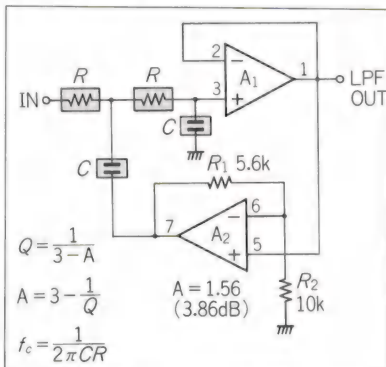 R
R
2
−
A₁
1
LPF
OUT
IN
3
+
C
C
R₁ 5.6k
7
−
6
A₂
+
5
R₂
10k
A = 1.56
(3.86dB)
Q = 1/(3−A)
A = 3 − 1/Q
f꜀ = 1/(2πCR)